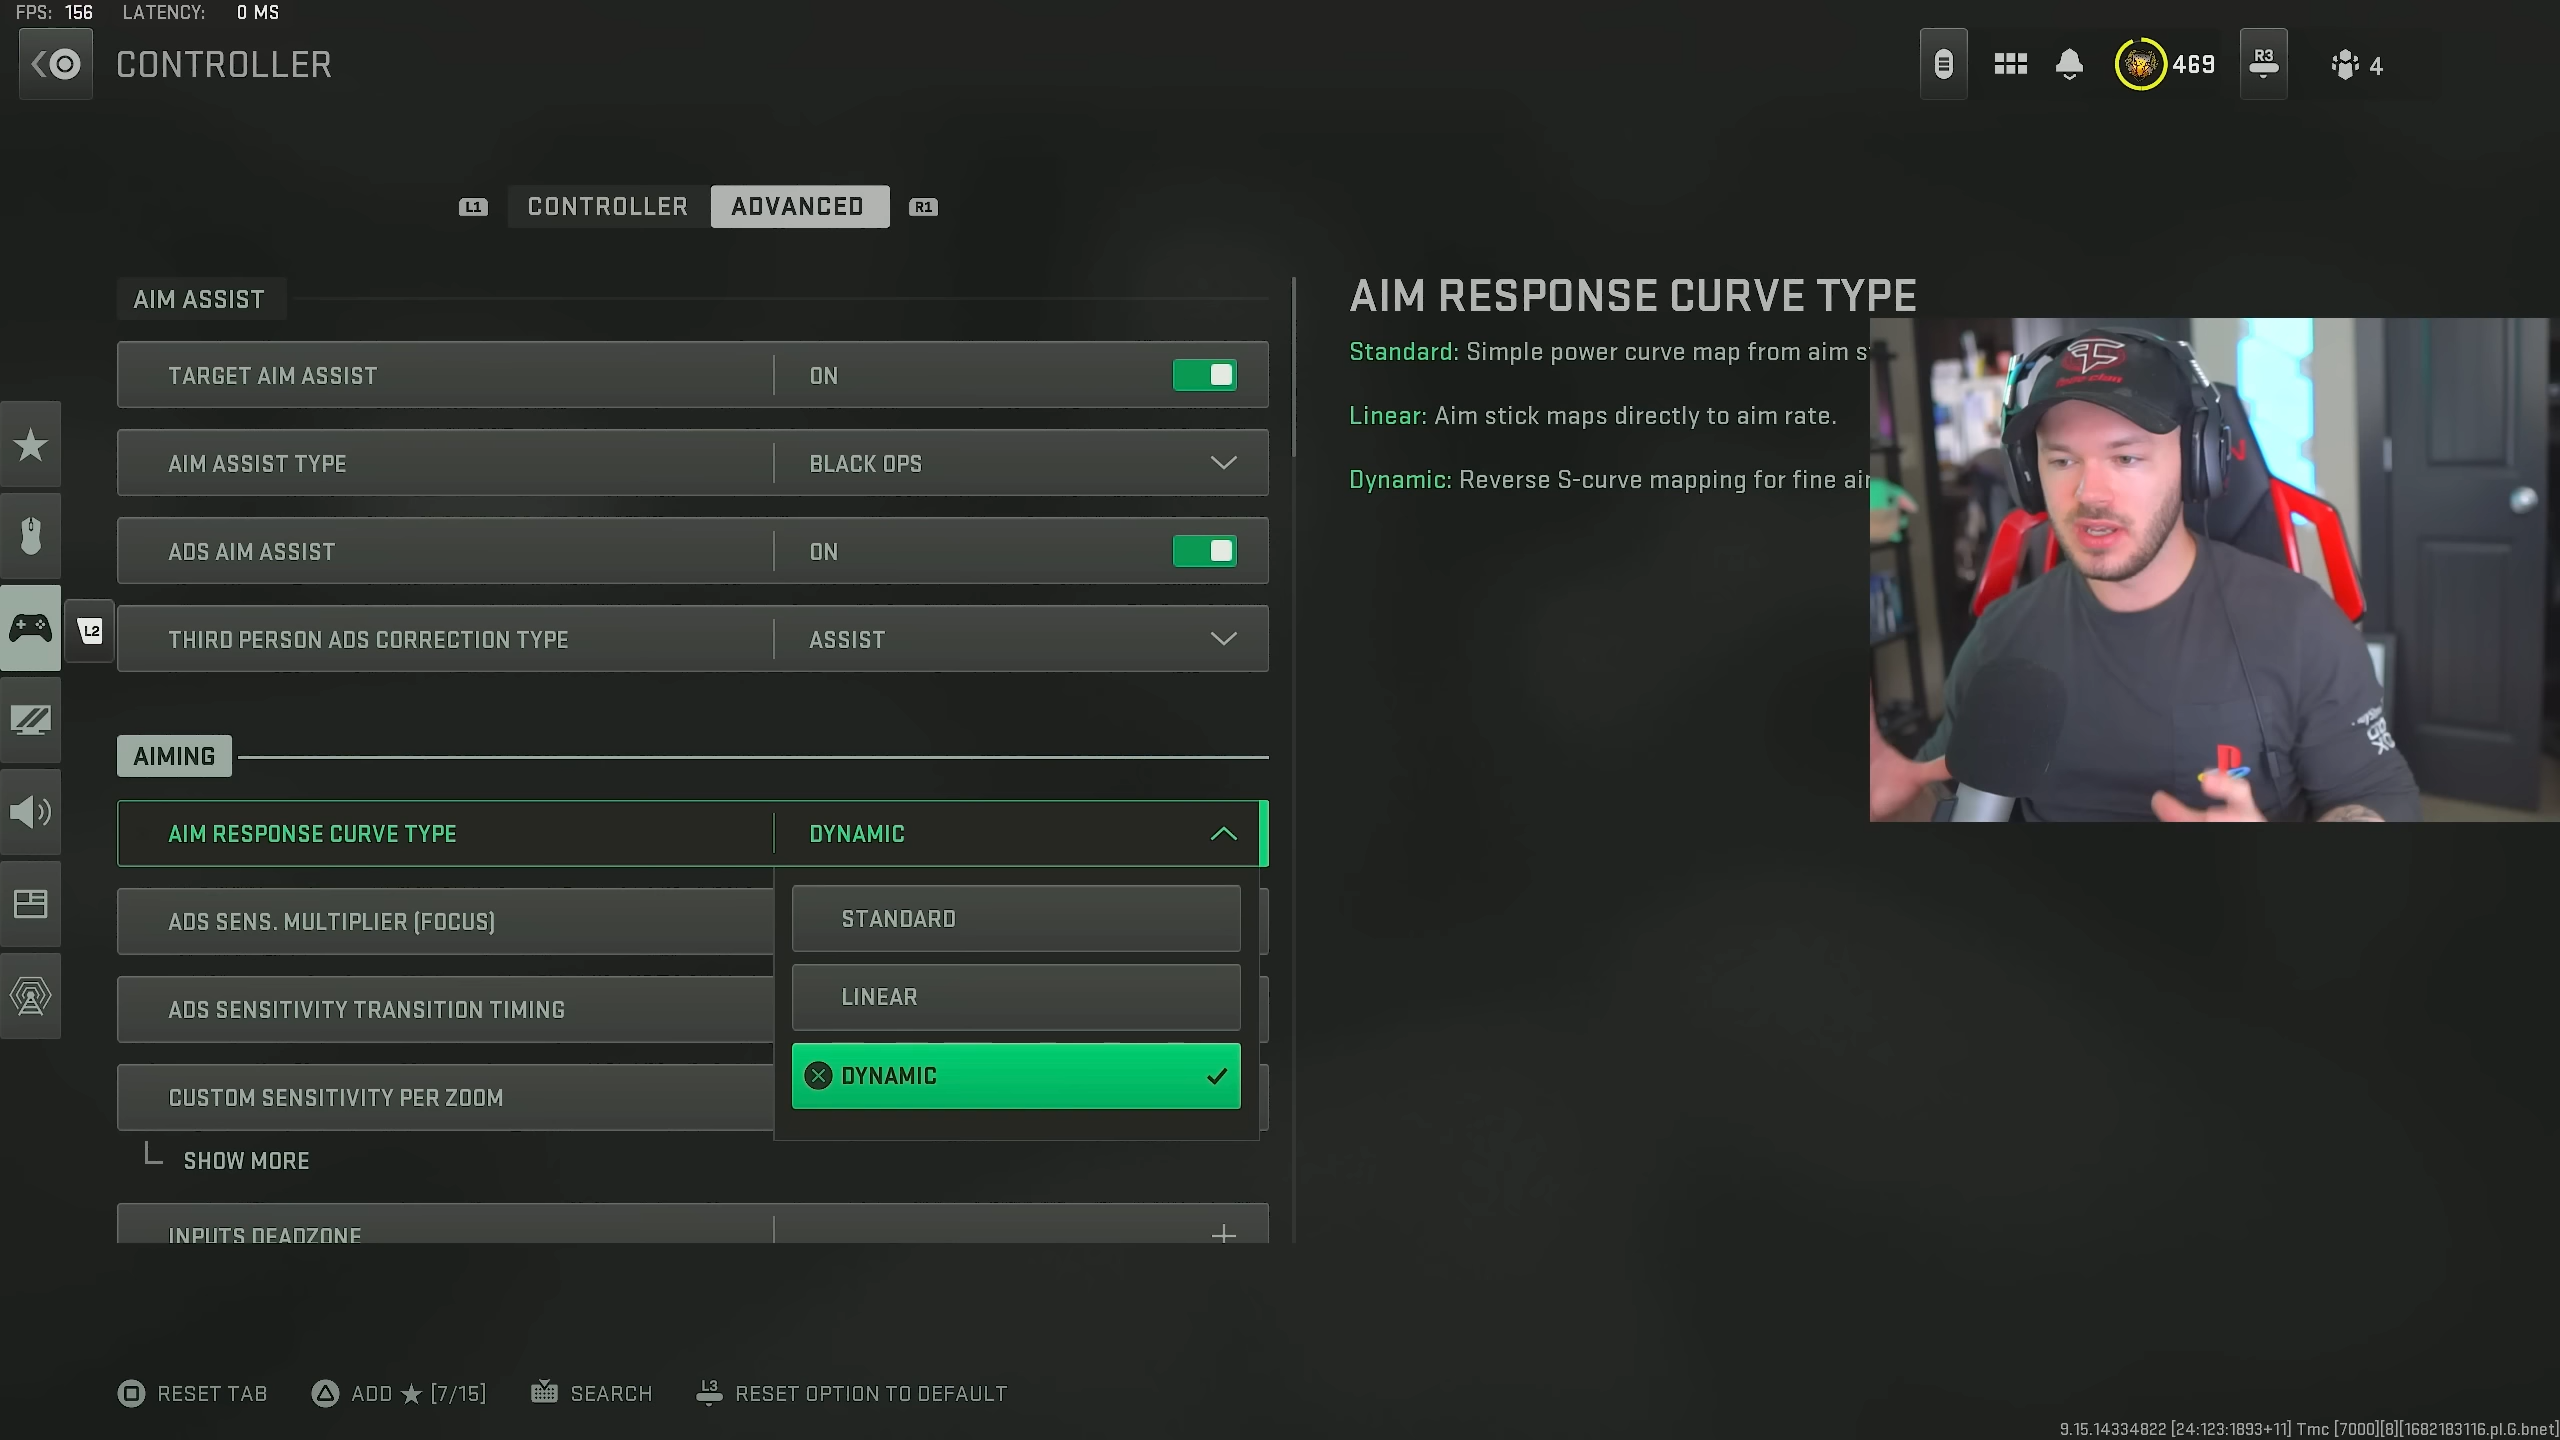 FPS: 156 LATENCY: 0 MS
CONTROLLER
469
R3
4
L1 CONTROLLER ADVANCED R1
AIM ASSIST
TARGET AIM ASSIST ON
AIM ASSIST TYPE BLACK OPS
ADS AIM ASSIST ON
L2
THIRD PERSON ADS CORRECTION TYPE ASSIST
AIMING
AIM RESPONSE CURVE TYPE DYNAMIC
STANDARD
ADS SENS. MULTIPLIER (FOCUS)
LINEAR
ADS SENSITIVITY TRANSITION TIMING
DYNAMIC
CUSTOM SENSITIVITY PER ZOOM
SHOW MORE
INPUTS DEADZONE
AIM RESPONSE CURVE TYPE
Standard: Simple power curve map from aim s
Linear: Aim stick maps directly to aim rate.
Dynamic: Reverse S-curve mapping for fine
RESET TAB ADD ★ [7/15] SEARCH L3 RESET OPTION TO DEFAULT
9.15.14334822 [24:123:1893+11] Tmc [7000][8][1682183116.pl.G.bnet]